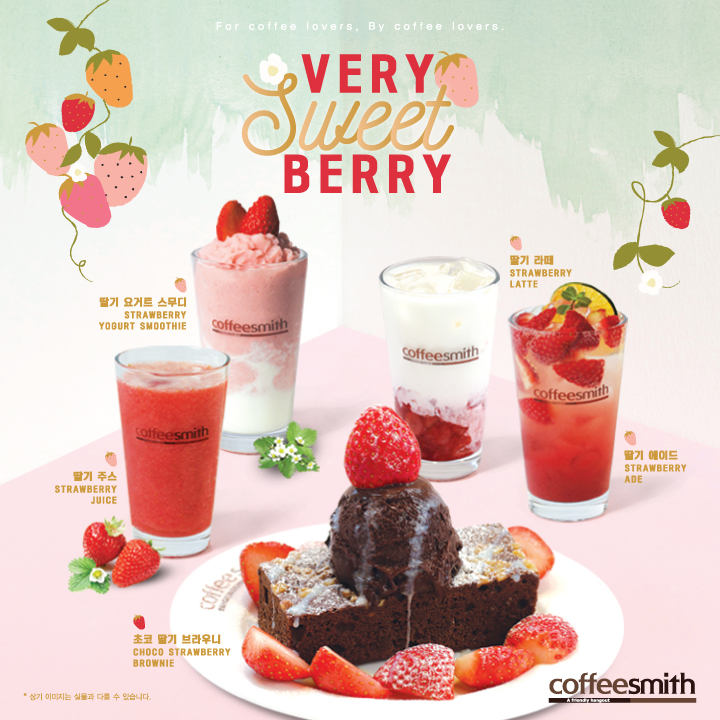 For coffee lovers, By coffee lovers.
VERY
Sweet
BERRY
딸기 라떼
STRAWBERRY
LATTE
딸기 요거트 스무디
STRAWBERRY
YOGURT SMOOTHIE
coffeesmith
coffeesmith
coffeesmith
coffeesmith
딸기 에이드
STRAWBERRY
ADE
딸기 주스
STRAWBERRY
JUICE
초코 딸기 브라우니
CHOCO STRAWBERRY
BROWNIE
* 상기 이미지는 실물과 다를 수 있습니다.
coffeesmith
A friendly hangout